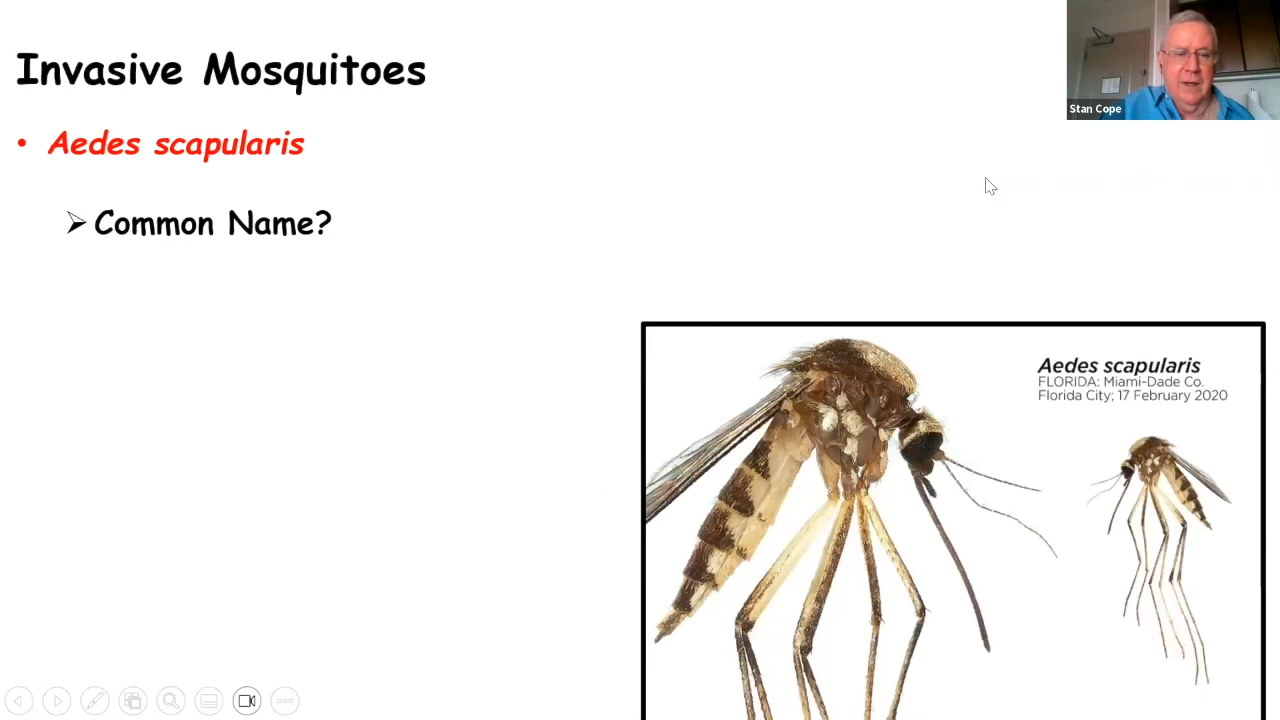 Invasive Mosquitoes
Stan Cope
• Aedes scapularis
➢ Common Name?
Aedes scapularis
FLORIDA: Miami-Dade Co.
Florida City; 17 February 2020